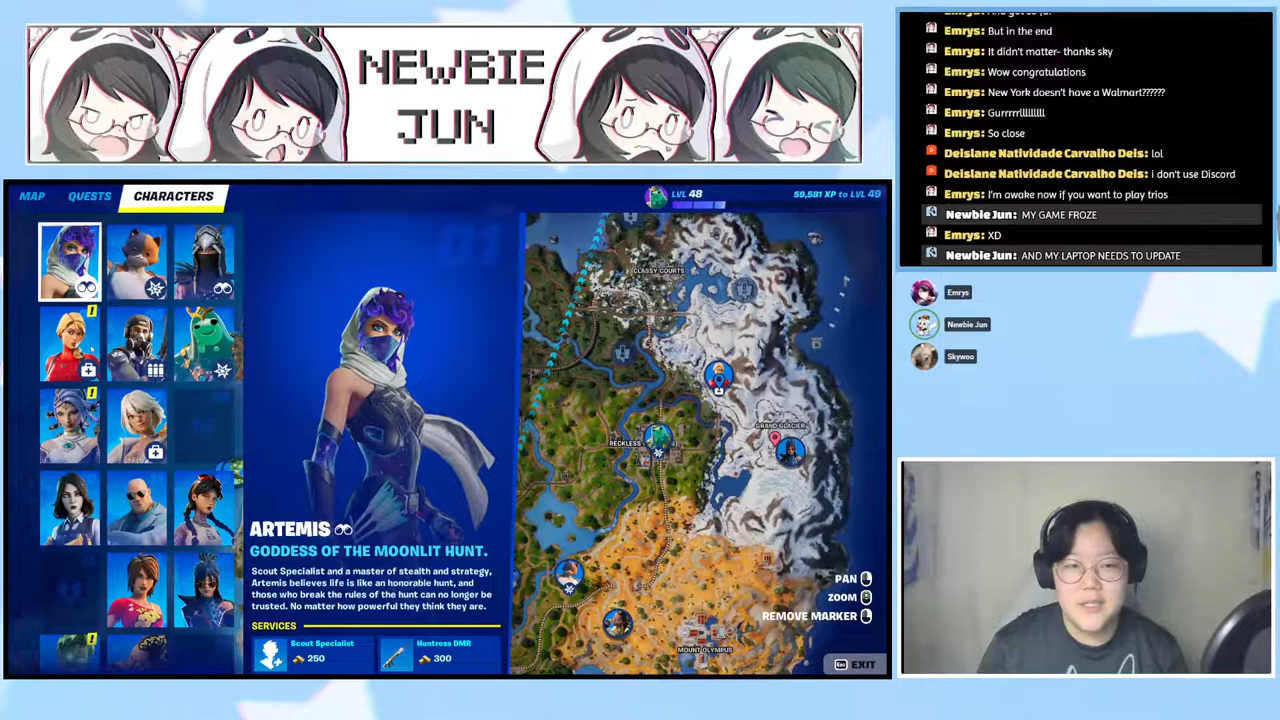 NEWBIE
JUN
Emrys: But in the end
Emrys: It didn't matter- thanks sky
Emrys: Wow congratulations
Emrys: New York doesn't have a Walmart??????
Emrys: Gurrrrrlllllllll
Emrys: So close
Deislane Natividade Carvalho Deis: lol
Deislane Natividade Carvalho Deis: i don't use Discord
Emrys: I'm awake now if you want to play trios
Newbie Jun: MY GAME FROZE
Emrys: XD
Newbie Jun: AND MY LAPTOP NEEDS TO UPDATE
Emrys
Newbie Jun
Skywoo
MAP QUESTS CHARACTERS
LVL 48
59,581 XP to LVL 49
01
ARTEMIS
GODDESS OF THE MOONLIT HUNT.
Scout Specialist and a master of stealth and strategy,
Artemis believes life is like an honorable hunt, and
those who break the rules of the hunt can no longer be
trusted. No matter how powerful they think they are.
SERVICES
Scout Specialist
250
Huntress DMR
300
CLASSY COURTS
GRAND GLACIER
RECKLESS
MOUNT OLYMPUS
PAN
ZOOM
REMOVE MARKER
Esc EXIT